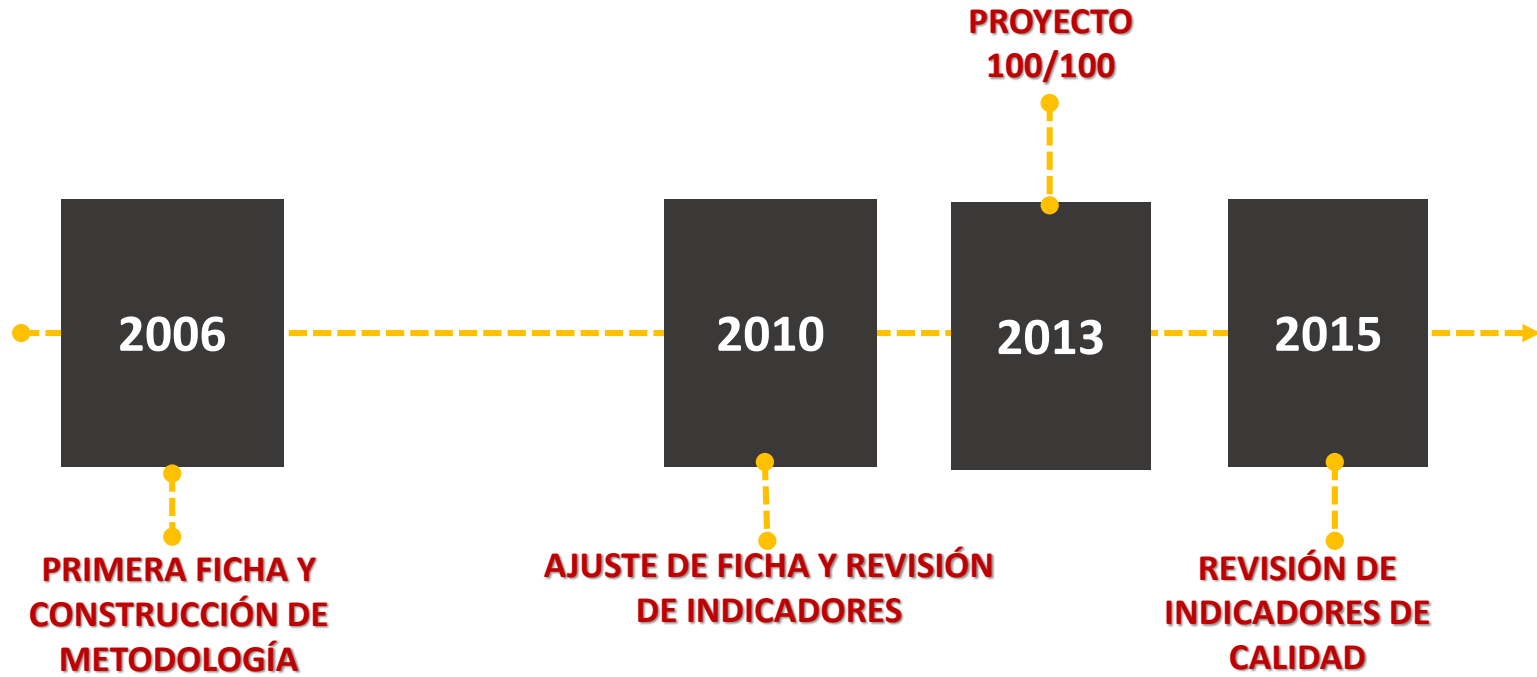 PROYECTO
100/100
2006
2010
2013
2015
PRIMERA FICHA Y
CONSTRUCCIÓN DE
METODOLOGÍA
AJUSTE DE FICHA Y REVISIÓN
DE INDICADORES
REVISIÓN DE
INDICADORES DE
CALIDAD